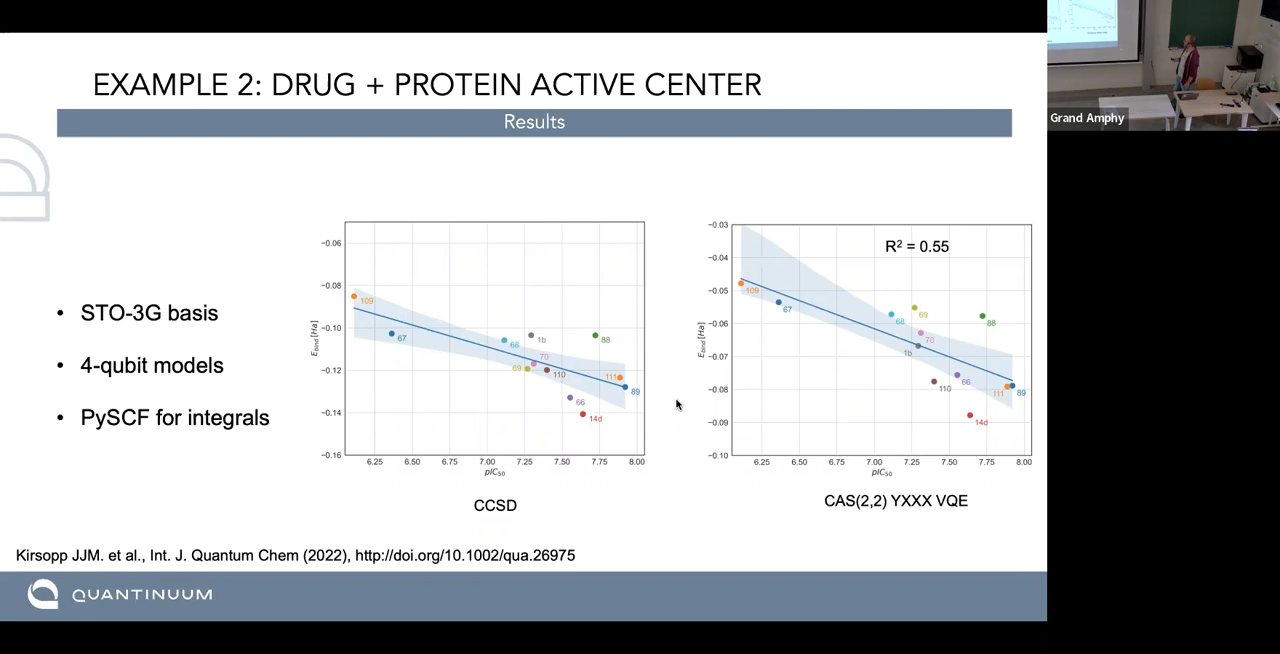 EXAMPLE 2: DRUG + PROTEIN ACTIVE CENTER
Results
Grand Amphy
• STO-3G basis
• 4-qubit models
• PySCF for integrals
−0.06
−0.08
−0.10
−0.12
−0.14
−0.16
E_bind [Ha]
109
67
68
1b
88
70
69
110
111
89
66
14d
6.25 6.50 6.75 7.00 7.25 7.50 7.75 8.00
pIC50
CCSD
R² = 0.55
−0.03
−0.04
−0.05
−0.06
−0.07
−0.08
−0.09
−0.10
E_bind [Ha]
109
67
69
68
88
70
1b
66
110
111
89
14d
6.25 6.50 6.75 7.00 7.25 7.50 7.75 8.00
pIC50
CAS(2,2) YXXX VQE
Kirsopp JJM. et al., Int. J. Quantum Chem (2022), http://doi.org/10.1002/qua.26975
QUANTINUUM